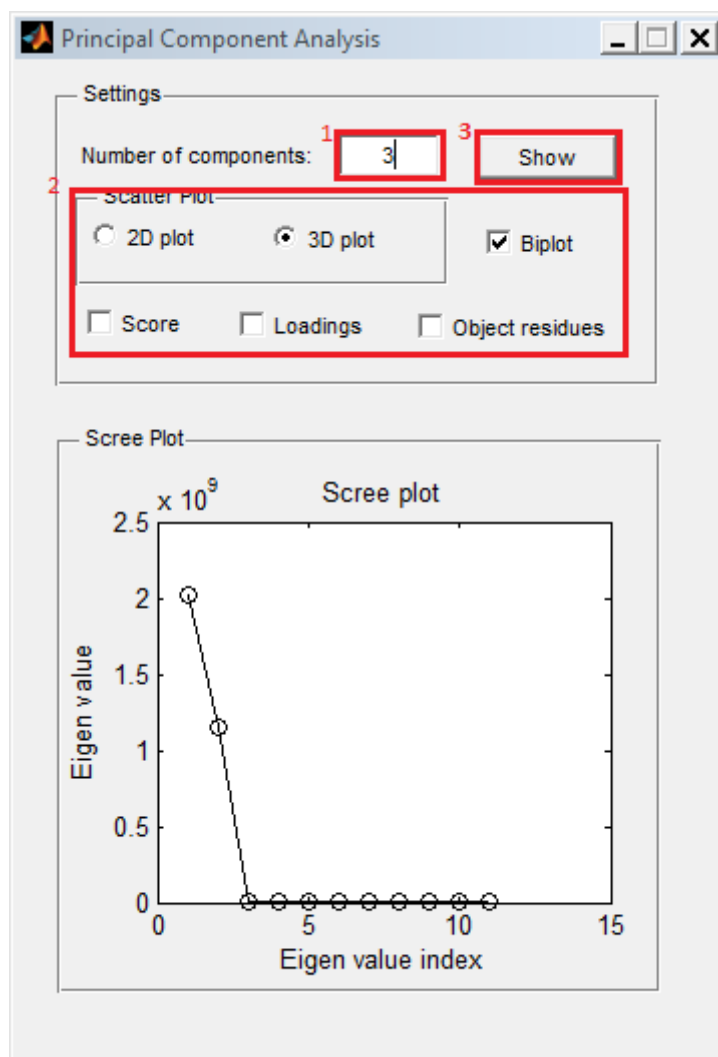 Principal Component Analysis
Settings
Number of components:
1
3
3
Show
2
Scatter Plot
2D plot
3D plot
Biplot
Score
Loadings
Object residues
Scree Plot
x 10^9
Scree plot
2.5
2
1.5
1
0.5
0
Eigen value
0
5
10
15
Eigen value index